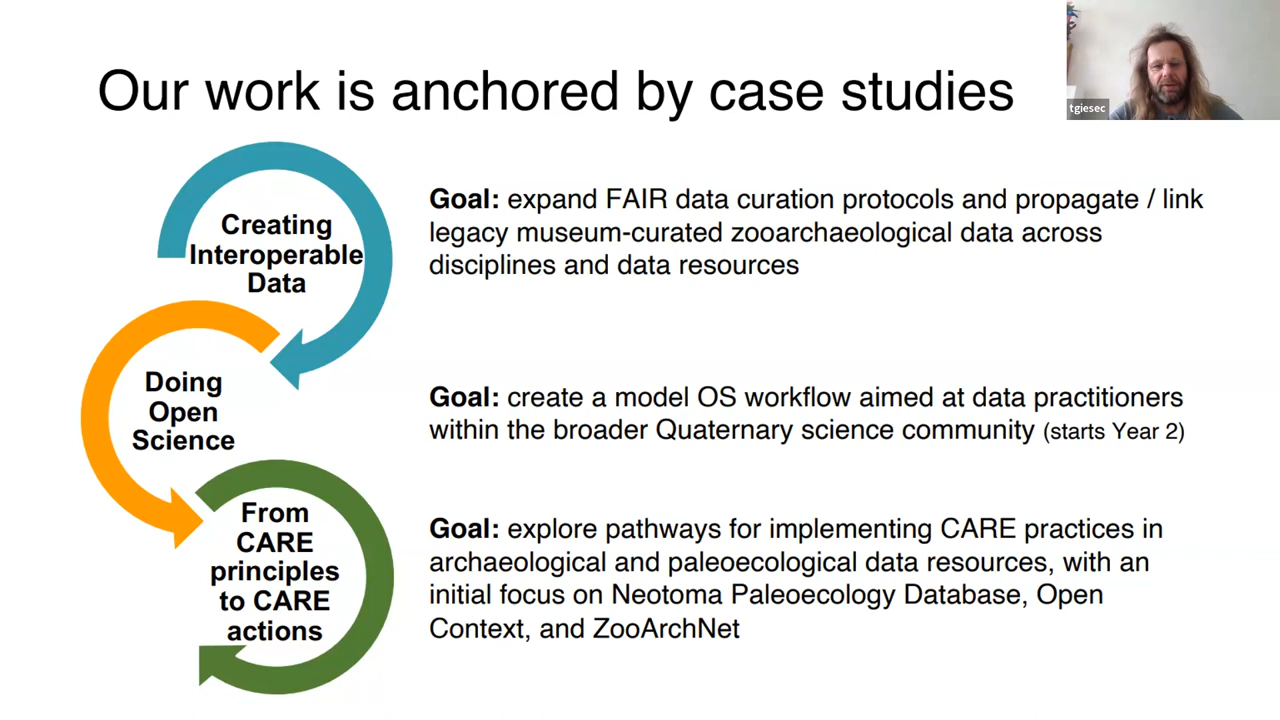 Our work is anchored by case studies
tgiesec
Creating
Interoperable
Data
Goal: expand FAIR data curation protocols and propagate / link
legacy museum-curated zooarchaeological data across
disciplines and data resources
Doing
Open
Science
Goal: create a model OS workflow aimed at data practitioners
within the broader Quaternary science community (starts Year 2)
From
CARE
principles
to CARE
actions
Goal: explore pathways for implementing CARE practices in
archaeological and paleoecological data resources, with an
initial focus on Neotoma Paleoecology Database, Open
Context, and ZooArchNet